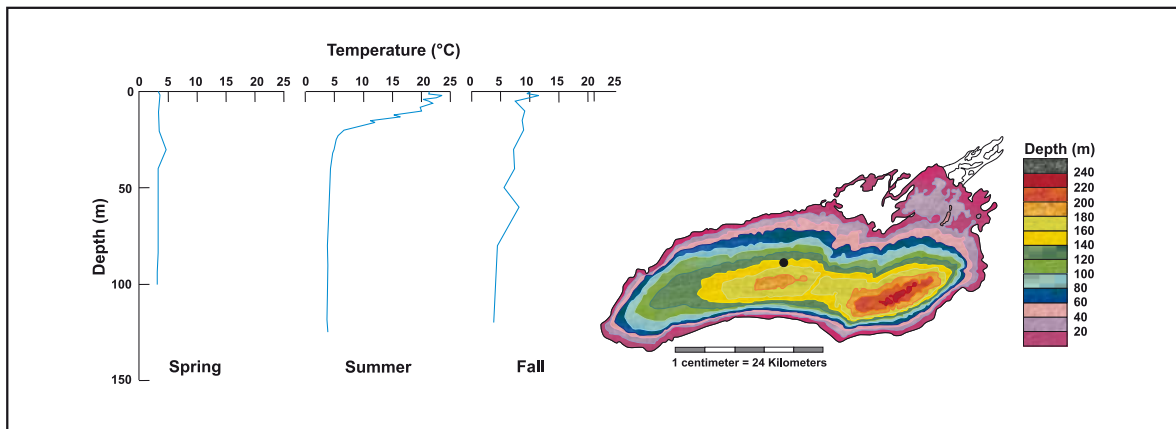 Temperature (°C)
0 5 10 15 20 25
0 5 10 15 20 25
0 5 10 15 20 25
0
50
100
150
Depth (m)
Spring
Summer
Fall
Depth (m)
240
220
200
180
160
140
120
100
80
60
40
20
1 centimeter = 24 Kilometers